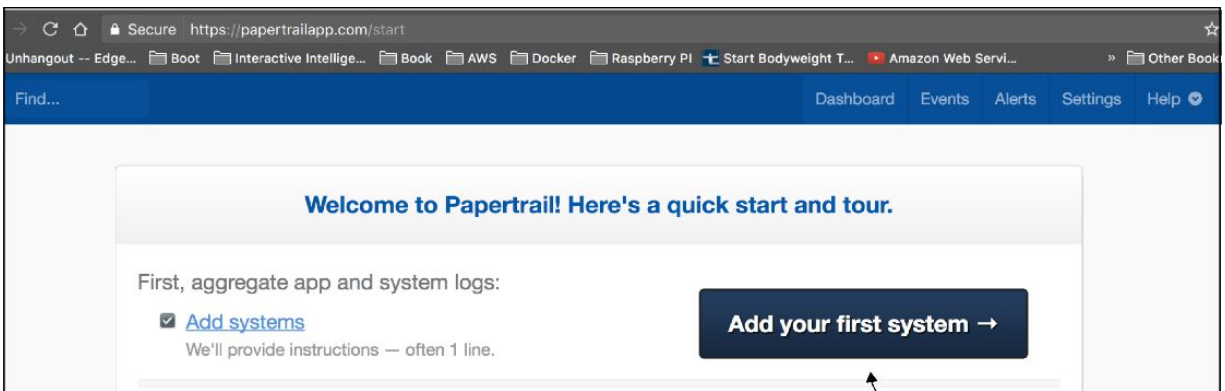 Secure https://papertrailapp.com/start
Unhangout -- Edge... Boot Interactive Intellige... Book AWS Docker Raspberry PI Start Bodyweight T... Amazon Web Servi... » Other Book
Find... Dashboard Events Alerts Settings Help
Welcome to Papertrail! Here's a quick start and tour.
First, aggregate app and system logs:
Add systems
We'll provide instructions — often 1 line.
Add your first system →